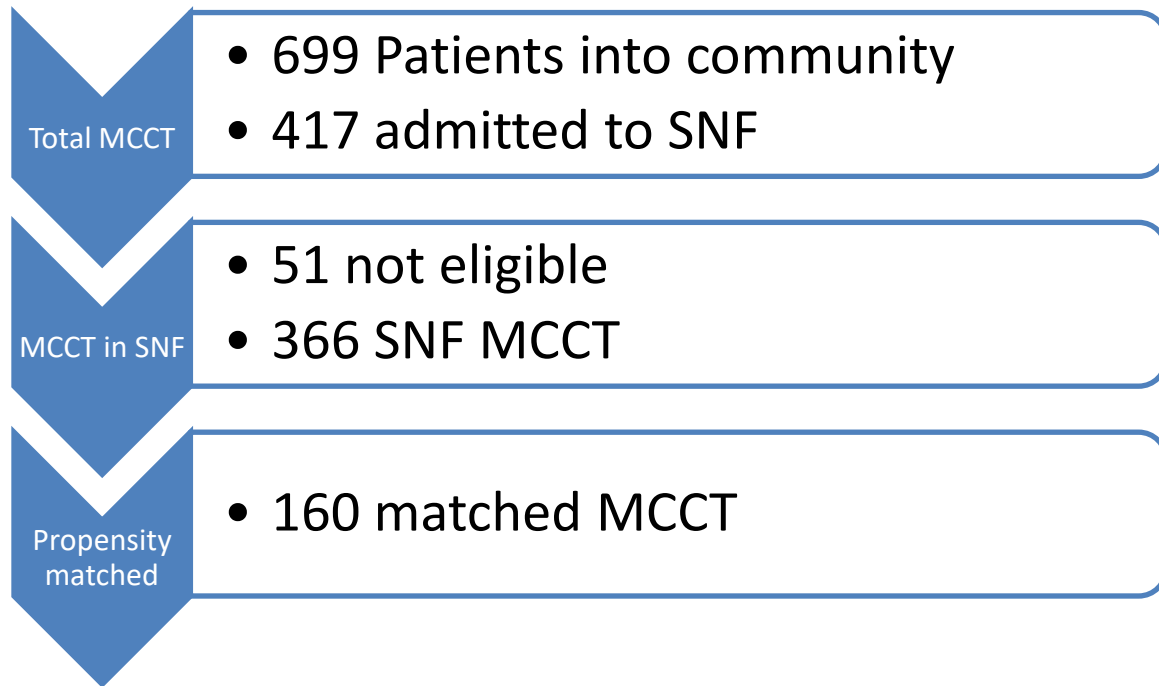 Total MCCT
• 699 Patients into community
• 417 admitted to SNF
MCCT in SNF
• 51 not eligible
• 366 SNF MCCT
Propensity
matched
• 160 matched MCCT